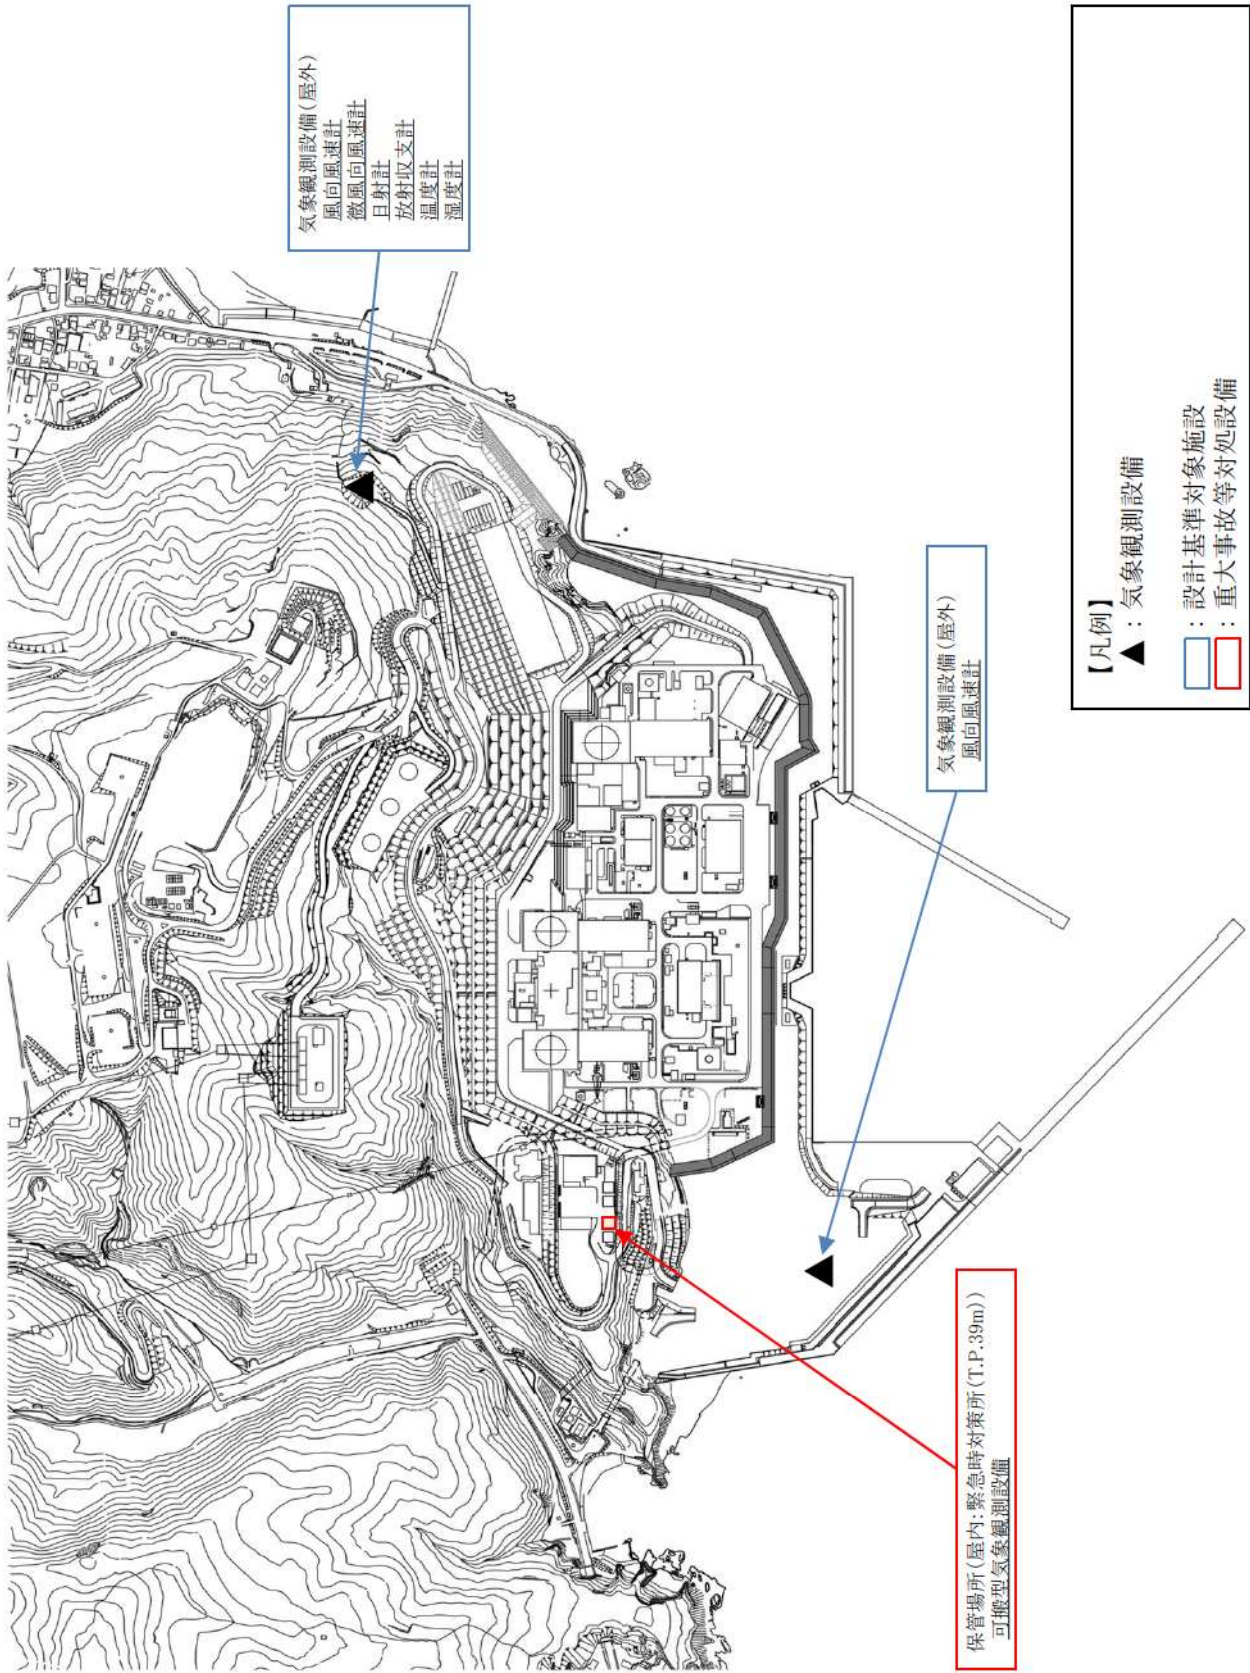 気象観測設備(屋外)
風向風速計
微風向風速計
日射計
放射収支計
温度計
湿度計
気象観測設備(屋外)
風向風速計
保管場所(屋内:緊急時対策所(T.P.39m))
可搬型気象観測設備
【凡例】
▲:気象観測設備
:設計基準対象施設
:重大事故等対処設備